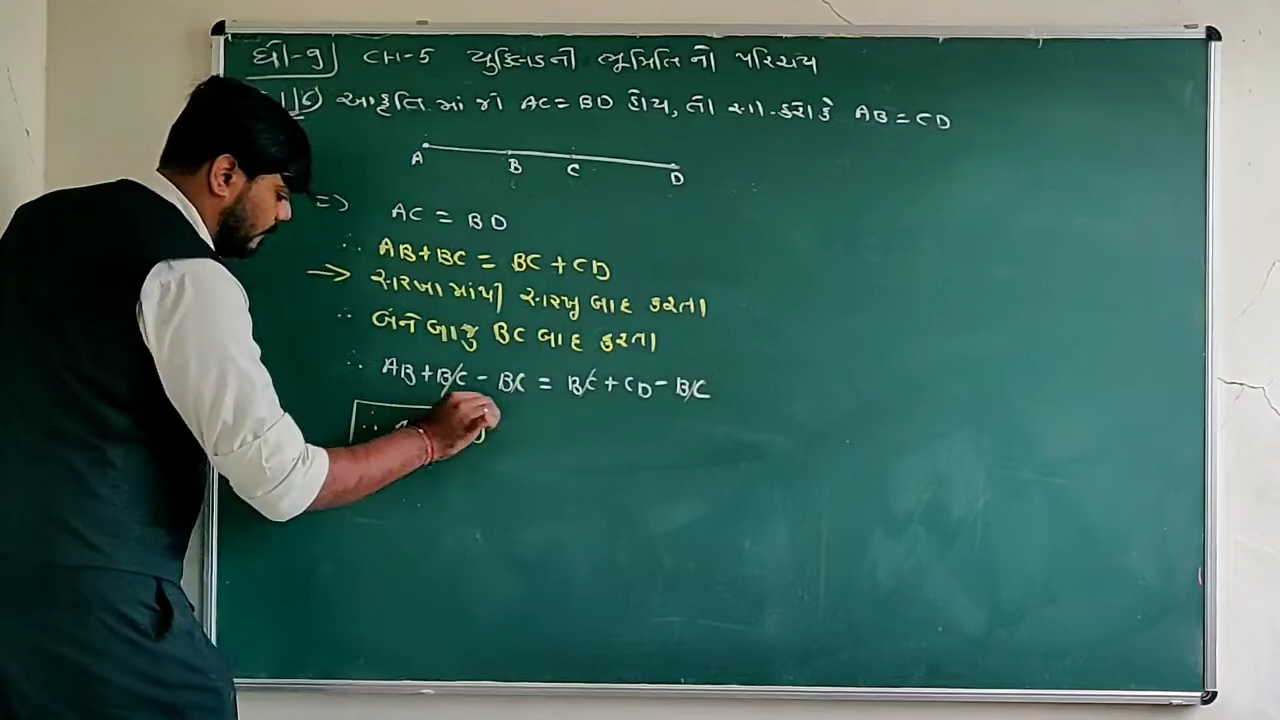 ધો-૧ CH-5 યુક્લિડની ભૂમિતિ નો પરિચય
આકૃતિ.માં જો AC = BD હોય, તો સા.કરો કે AB = CD
A B C D
=> AC = BD
∴ AB+BC = BC+CD
→ સરખા માંથી સરખુ બાદ કરતા
∴ બંને બાજુ BC બાદ કરતા
∴ AB+BC - BC = BC+CD - BC